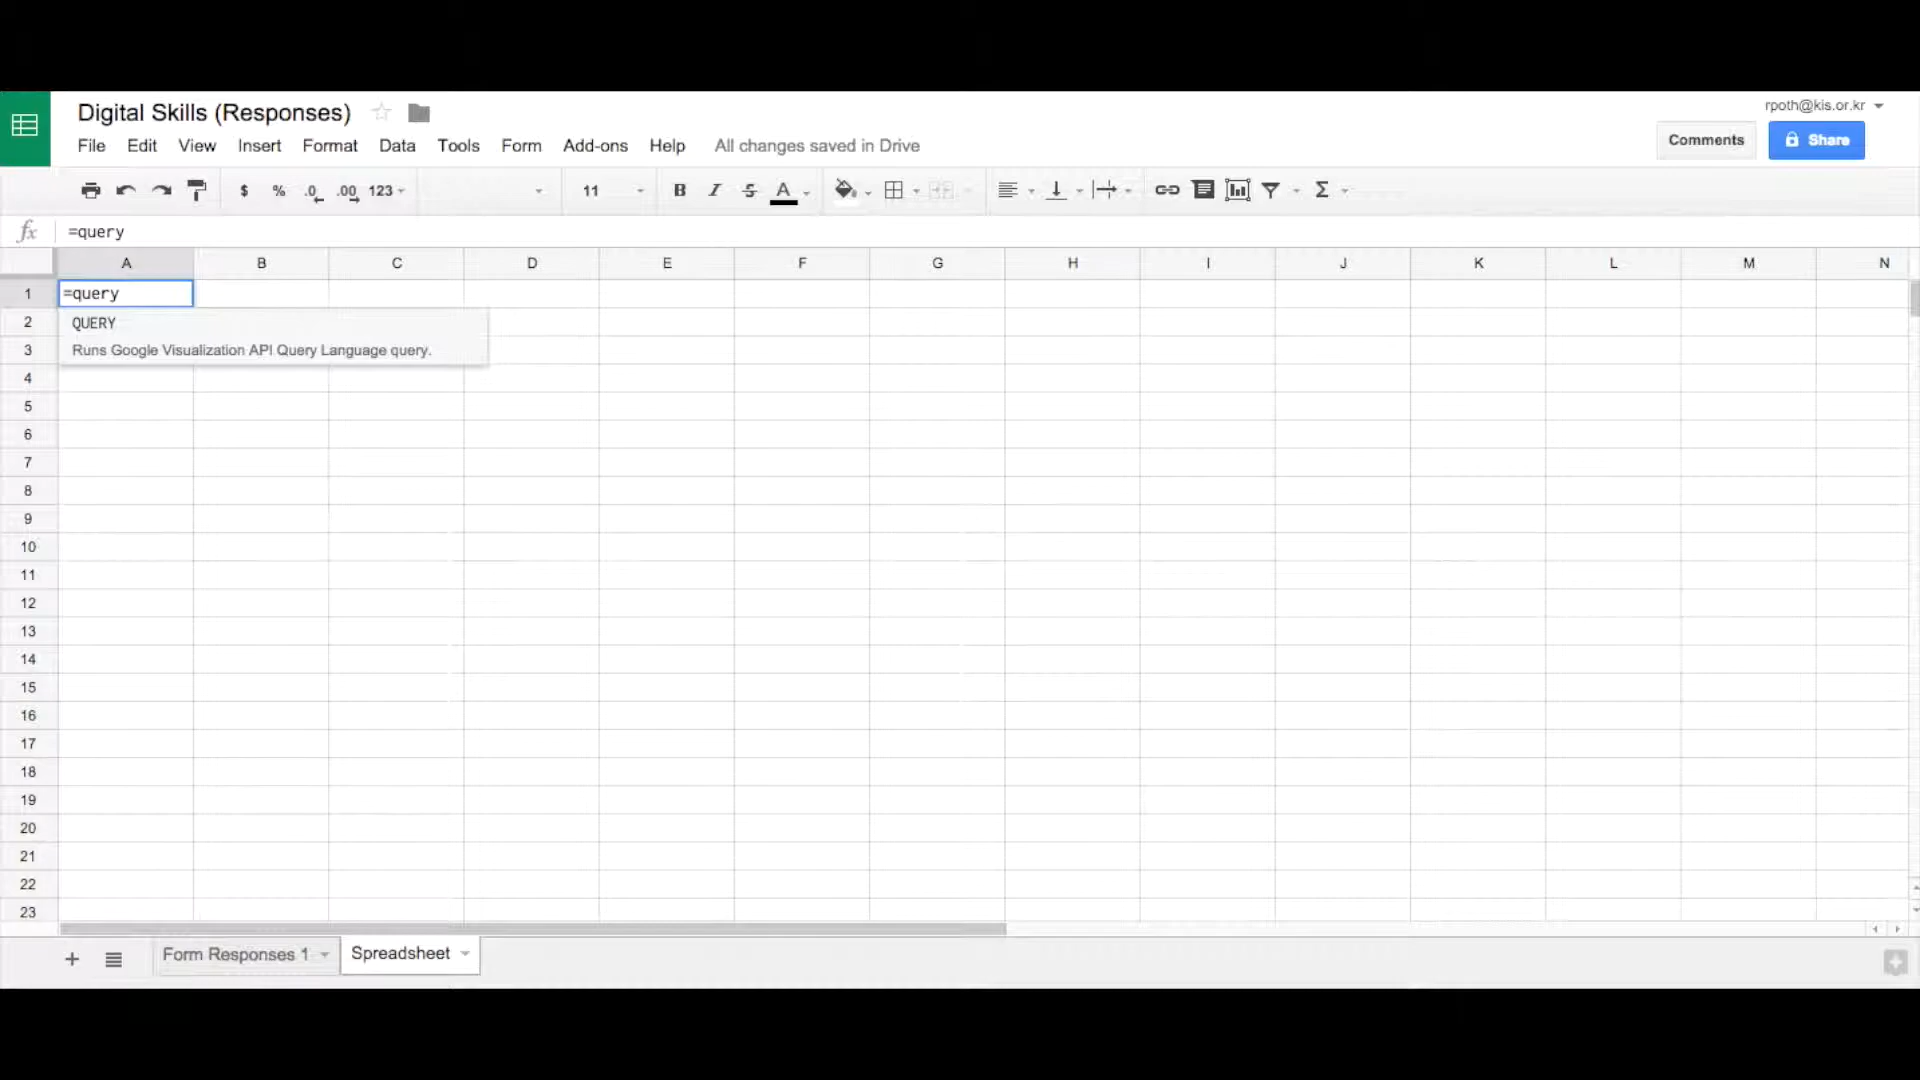 Digital Skills (Responses)
rpoth@kis.or.kr
File Edit View Insert Format Data Tools Form Add-ons Help All changes saved in Drive
Comments
Share
$ % .0 .00 123 11 B I S A Σ
fx =query
A B C D E F G H I J K L M N
1 =query
2 QUERY
3 Runs Google Visualization API Query Language query.
4
5
6
7
8
9
10
11
12
13
14
15
16
17
18
19
20
21
22
23
+ Form Responses 1 Spreadsheet